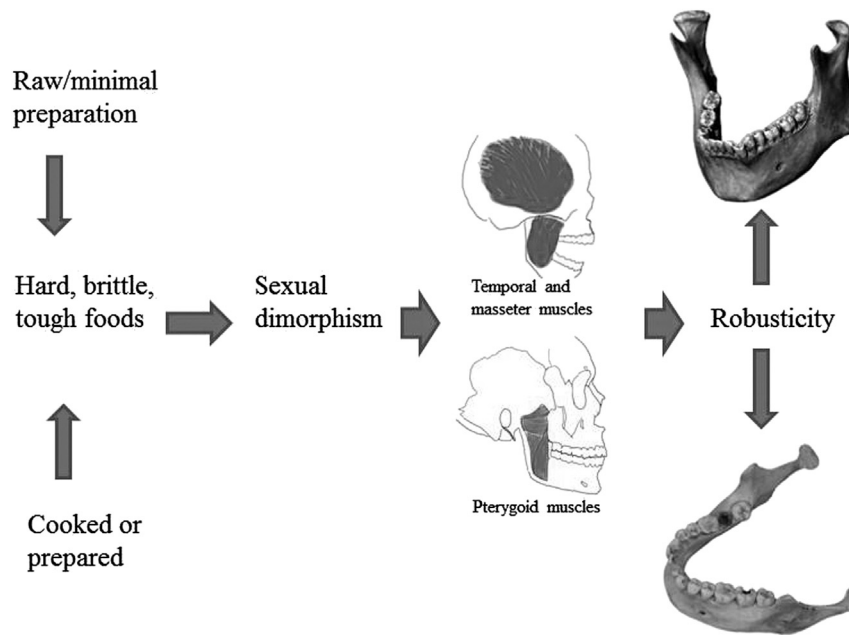 Raw/minimal
preparation
Hard, brittle,
tough foods
Cooked or
prepared
Sexual
dimorphism
Temporal and
masseter muscles
Pterygoid muscles
Robusticity